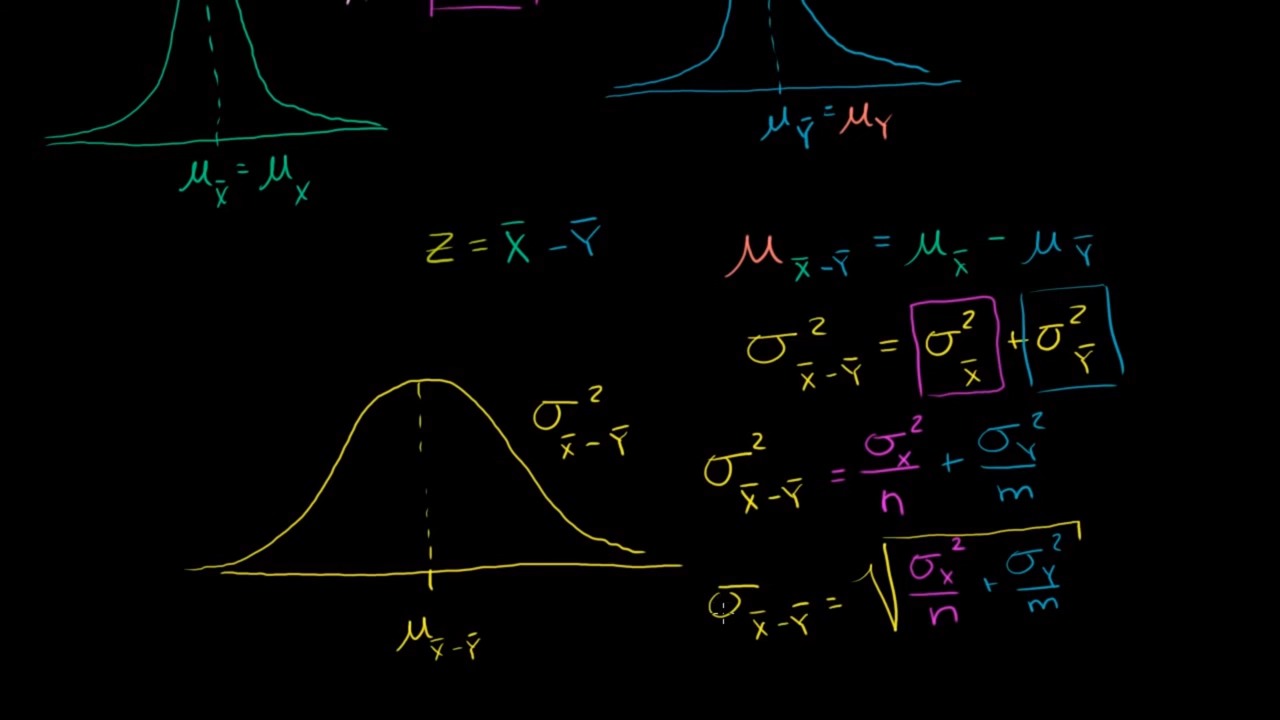 μ_Ȳ = μ_Y
μ_X̄ = μ_X
Z = X̄ - Ȳ
μ_X̄-Ȳ = μ_X̄ - μ_Ȳ
σ²_X̄-Ȳ = σ²_X̄ + σ²_Ȳ
σ²_X̄-Ȳ
σ²_X̄-Ȳ = σ_X²/n + σ_Y²/m
σ_X̄-Ȳ = √(σ_X²/n + σ_Y²/m)
μ_X̄-Ȳ